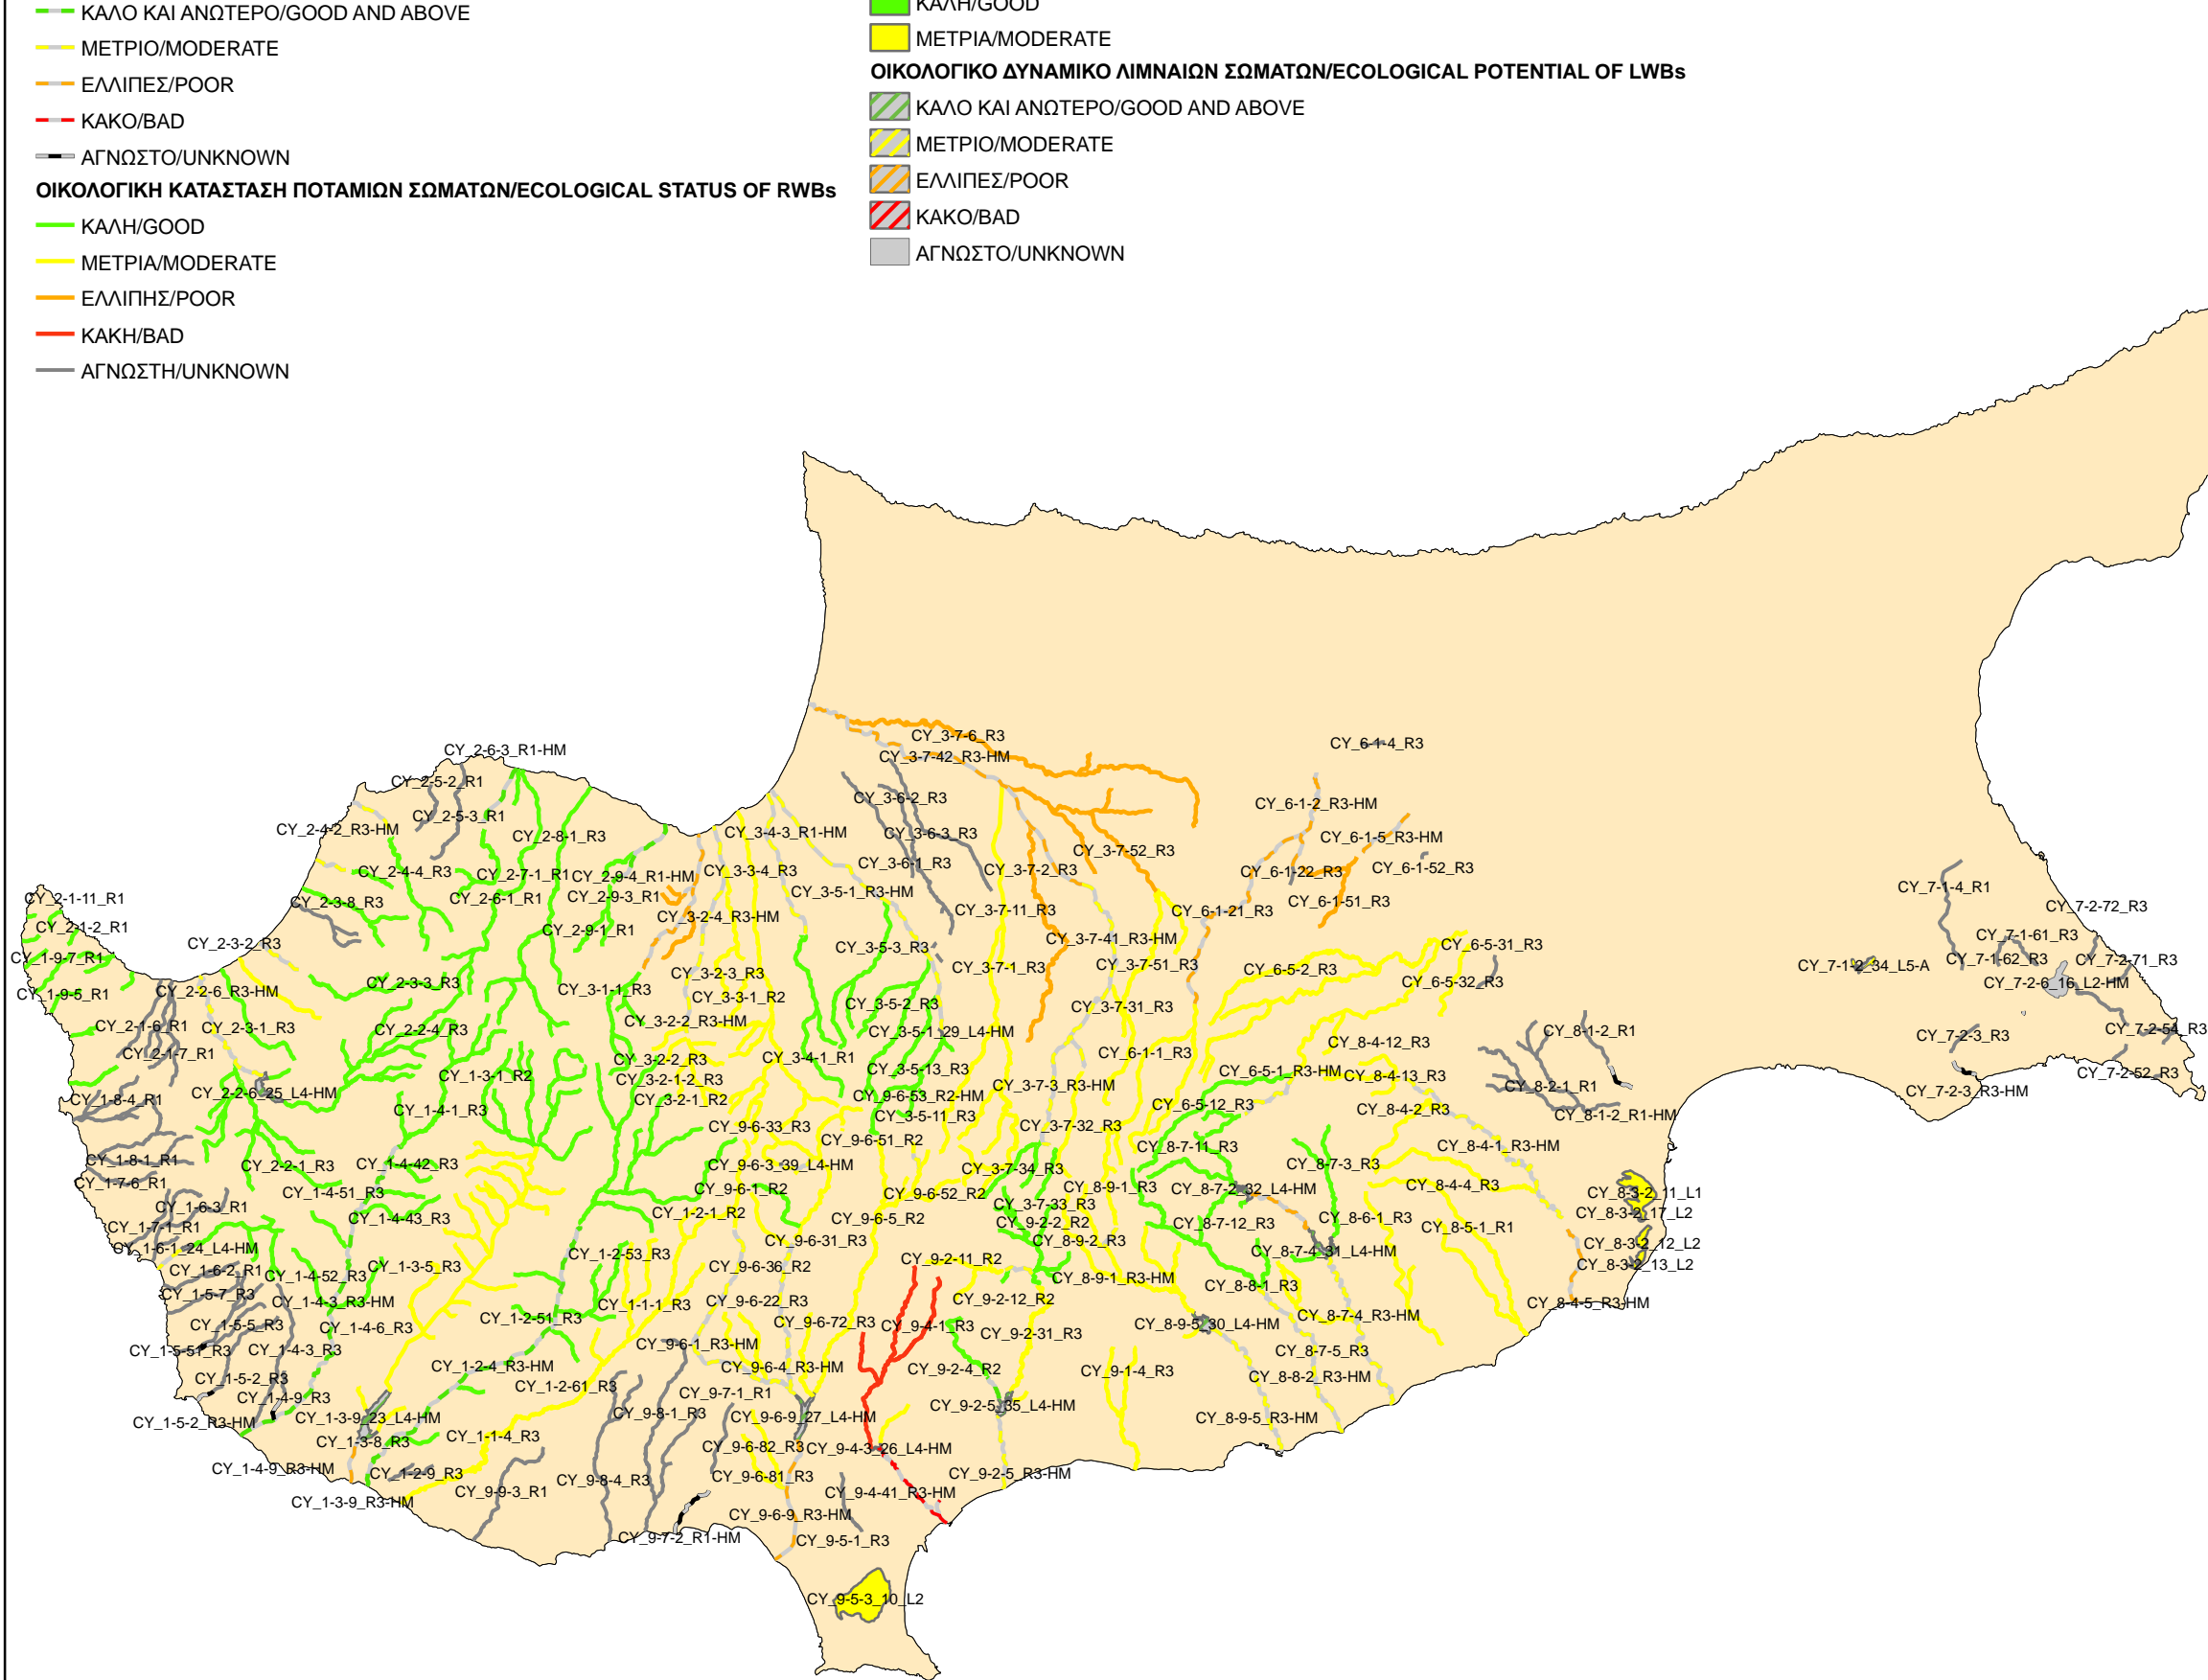 ΚΑΛΟ ΚΑΙ ΑΝΩΤΕΡΟ/GOOD AND ABOVE
ΜΕΤΡΙΟ/MODERATE
ΕΛΛΙΠΕΣ/POOR
ΚΑΚΟ/BAD
ΑΓΝΩΣΤΟ/UNKNOWN
ΟΙΚΟΛΟΓΙΚΗ ΚΑΤΑΣΤΑΣΗ ΠΟΤΑΜΙΩΝ ΣΩΜΑΤΩΝ/ECOLOGICAL STATUS OF RWBs
ΚΑΛΗ/GOOD
ΜΕΤΡΙΑ/MODERATE
ΕΛΛΙΠΗΣ/POOR
ΚΑΚΗ/BAD
ΑΓΝΩΣΤΗ/UNKNOWN
ΚΑΛΗ/GOOD
ΜΕΤΡΙΑ/MODERATE
ΟΙΚΟΛΟΓΙΚΟ ΔΥΝΑΜΙΚΟ ΛΙΜΝΑΙΩΝ ΣΩΜΑΤΩΝ/ECOLOGICAL POTENTIAL OF LWBs
ΚΑΛΟ ΚΑΙ ΑΝΩΤΕΡΟ/GOOD AND ABOVE
ΜΕΤΡΙΟ/MODERATE
ΕΛΛΙΠΕΣ/POOR
ΚΑΚΟ/BAD
ΑΓΝΩΣΤΟ/UNKNOWN
CY_3-7-6_R3
CY_6-1-4_R3
CY_2-6-3_R1-HM
CY_3-7-42_R3-HM
CY_2-5-2_R1
CY_3-6-2_R3
CY_6-1-2_R3-HM
CY_2-5-3_R1
CY_2-4-2_R3-HM
CY_2-8-1_R3
CY_3-4-3_R1-HM
CY_3-6-3_R3
CY_6-1-5_R3-HM
CY_3-7-52_R3
CY_3-6-1_R3
CY_2-4-4_R3
CY_2-7-1_R1
CY_2-9-4_R1-HM
CY_3-3-4_R3
CY_3-7-2_R3
CY_6-1-22_R3
CY_6-1-52_R3
CY_7-1-4_R1
CY_2-1-11_R1
CY_2-3-8_R3
CY_2-6-1_R1
CY_2-9-3_R1
CY_3-5-1_R3-HM
CY_6-1-51_R3
CY_7-2-72_R3
CY_3-7-11_R3
CY_6-1-21_R3
CY_3-2-4_R3-HM
CY_2-1-2_R1
CY_2-9-1_R1
CY_7-1-61_R3
CY_2-3-2_R3
CY_3-5-3_R3
CY_3-7-41_R3-HM
CY_6-5-31_R3
CY_1-9-7_R1
CY_7-1-2_34_L5-A
CY_7-1-62_R3
CY_7-2-71_R3
CY_3-2-3_R3
CY_3-7-1_R3
CY_3-7-51_R3
CY_6-5-2_R3
CY_2-3-3_R3
CY_6-5-32_R3
CY_7-2-6_16_L2-HM
CY_1-9-5_R1
CY_2-2-6_R3-HM
CY_3-1-1_R3
CY_3-3-1_R2
CY_3-5-2_R3
CY_3-7-31_R3
CY_3-2-2_R3-HM
CY_2-1-6_R1
CY_2-3-1_R3
CY_2-2-4_R3
CY_3-5-1_29_L4-HM
CY_8-1-2_R1
CY_7-2-54_R3
CY_7-2-3_R3
CY_8-4-12_R3
CY_2-1-7_R1
CY_3-2-2_R3
CY_3-4-1_R1
CY_6-1-1_R3
CY_1-3-1_R2
CY_3-2-1-2_R3
CY_3-5-13_R3
CY_6-5-1_R3-HM
CY_8-4-13_R3
CY_7-2-52_R3
CY_2-2-6_25_L4-HM
CY_3-7-3_R3-HM
CY_8-2-1_R1
CY_7-2-3_R3-HM
CY_1-8-4_R1
CY_3-2-1_R2
CY_9-6-53_R2-HM
CY_6-5-12_R3
CY_8-4-2_R3
CY_1-4-1_R3
CY_3-5-11_R3
CY_8-1-2_R1-HM
CY_9-6-33_R3
CY_3-7-32_R3
CY_9-6-51_R2
CY_8-7-11_R3
CY_8-4-1_R3-HM
CY_1-8-1_R1
CY_2-2-1_R3
CY_1-4-42_R3
CY_9-6-3_39_L4-HM
CY_3-7-34_R3
CY_8-7-3_R3
CY_1-7-6_R1
CY_1-4-51_R3
CY_9-6-1_R2
CY_9-6-52_R2
CY_8-9-1_R3
CY_8-7-2_32_L4-HM
CY_8-4-4_R3
CY_8-3-2_11_L1
CY_1-6-3_R1
CY_3-7-33_R3
CY_1-2-1_R2
CY_8-3-2_17_L2
CY_1-7-1_R1
CY_1-4-43_R3
CY_9-6-5_R2
CY_9-2-2_R2
CY_8-7-12_R3
CY_8-6-1_R3
CY_8-5-1_R1
CY_1-6-1_24_L4-HM
CY_1-2-53_R3
CY_9-6-31_R3
CY_8-9-2_R3
CY_8-7-4_31_L4-HM
CY_8-3-2_12_L2
CY_1-6-2_R1
CY_1-4-52_R3
CY_1-3-5_R3
CY_9-6-36_R2
CY_9-2-11_R2
CY_8-9-1_R3-HM
CY_8-3-2_13_L2
CY_1-5-7_R3
CY_1-4-3_R3-HM
CY_1-1-1_R3
CY_9-6-22_R3
CY_9-2-12_R2
CY_8-8-1_R3
CY_8-4-5_R3-HM
CY_1-5-5_R3
CY_1-4-6_R3
CY_1-2-51_R3
CY_9-6-72_R3
CY_9-4-1_R3
CY_9-2-31_R3
CY_8-9-5_30_L4-HM
CY_8-7-4_R3-HM
CY_1-5-51_R3
CY_1-4-3_R3
CY_9-6-1_R3-HM
CY_8-7-5_R3
CY_1-2-4_R3-HM
CY_9-6-4_R3-HM
CY_9-2-4_R2
CY_9-1-4_R3
CY_8-8-2_R3-HM
CY_1-5-2_R3
CY_1-2-61_R3
CY_9-7-1_R1
CY_1-4-9_R3
CY_9-2-5_35_L4-HM
CY_1-5-2_R3-HM
CY_1-3-9_23_L4-HM
CY_9-8-1_R3
CY_9-6-9_27_L4-HM
CY_8-9-5_R3-HM
CY_1-3-8_R3
CY_1-1-4_R3
CY_9-6-82_R3
CY_9-4-3_26_L4-HM
CY_1-4-9_R3-HM
CY_1-2-9_R3
CY_9-8-4_R3
CY_9-6-81_R3
CY_9-2-5_R3-HM
CY_1-3-9_R3-HM
CY_9-9-3_R1
CY_9-4-41_R3-HM
CY_9-6-9_R3-HM
CY_9-7-2_R1-HM
CY_9-5-1_R3
CY_9-5-3_10_L2